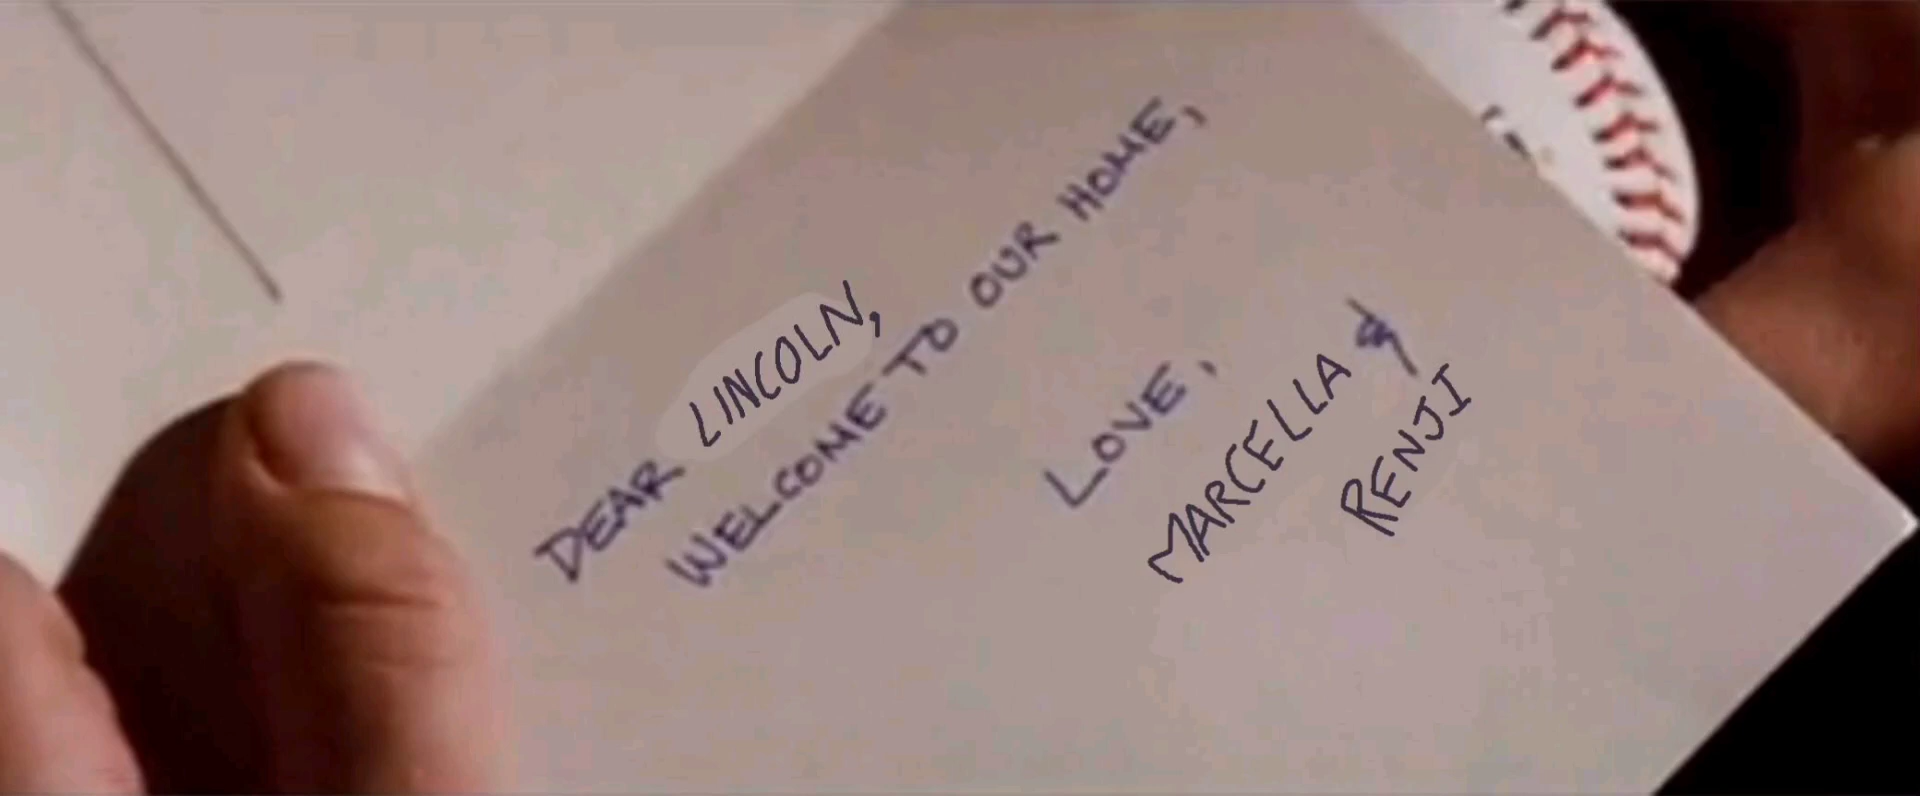 DEAR LINCOLN,
WELCOME TO OUR HOME,
LOVE,
MARCELLA &
RENJI